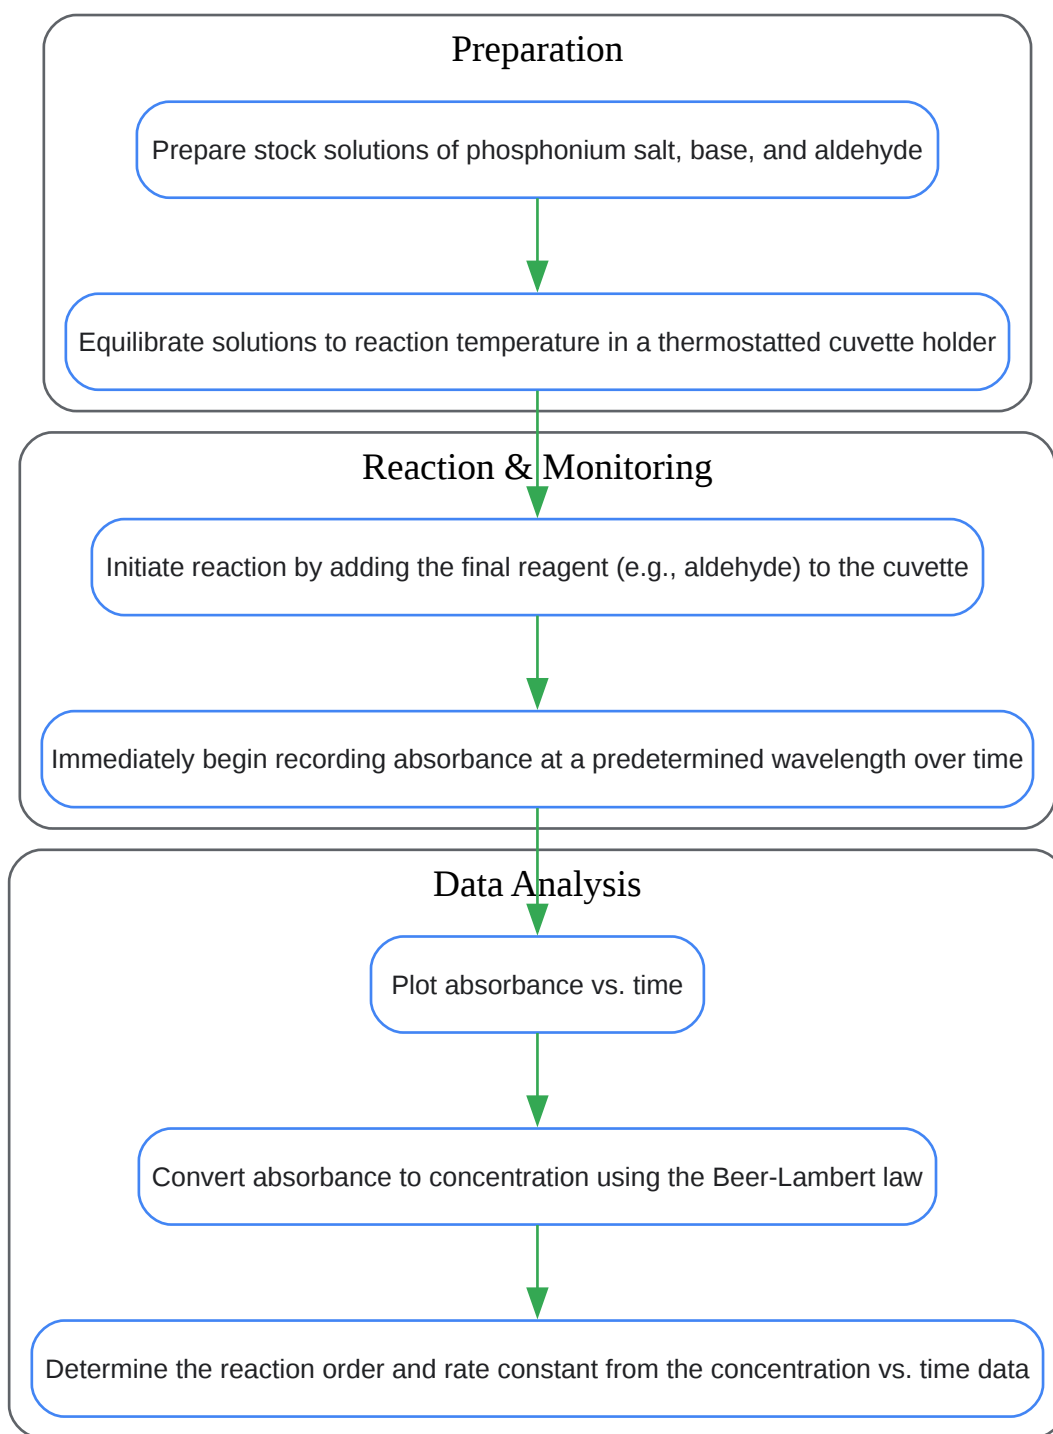 Preparation
Prepare stock solutions of phosphonium salt, base, and aldehyde
Equilibrate solutions to reaction temperature in a thermostatted cuvette holder
Reaction & Monitoring
Initiate reaction by adding the final reagent (e.g., aldehyde) to the cuvette
Immediately begin recording absorbance at a predetermined wavelength over time
Data Analysis
Plot absorbance vs. time
Convert absorbance to concentration using the Beer-Lambert law
Determine the reaction order and rate constant from the concentration vs. time data